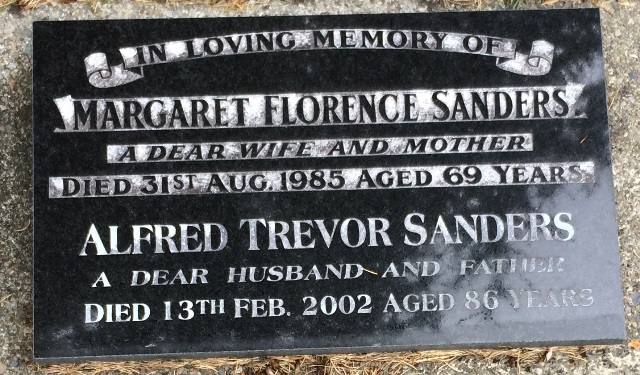 IN LOVING MEMORY OF
MARGARET FLORENCE SANDERS
A DEAR WIFE AND MOTHER
DIED 31ST AUG. 1985 AGED 69 YEARS.
ALFRED TREVOR SANDERS
A DEAR HUSBAND AND FATHER
DIED 13TH FEB. 2002 AGED 86 YEARS